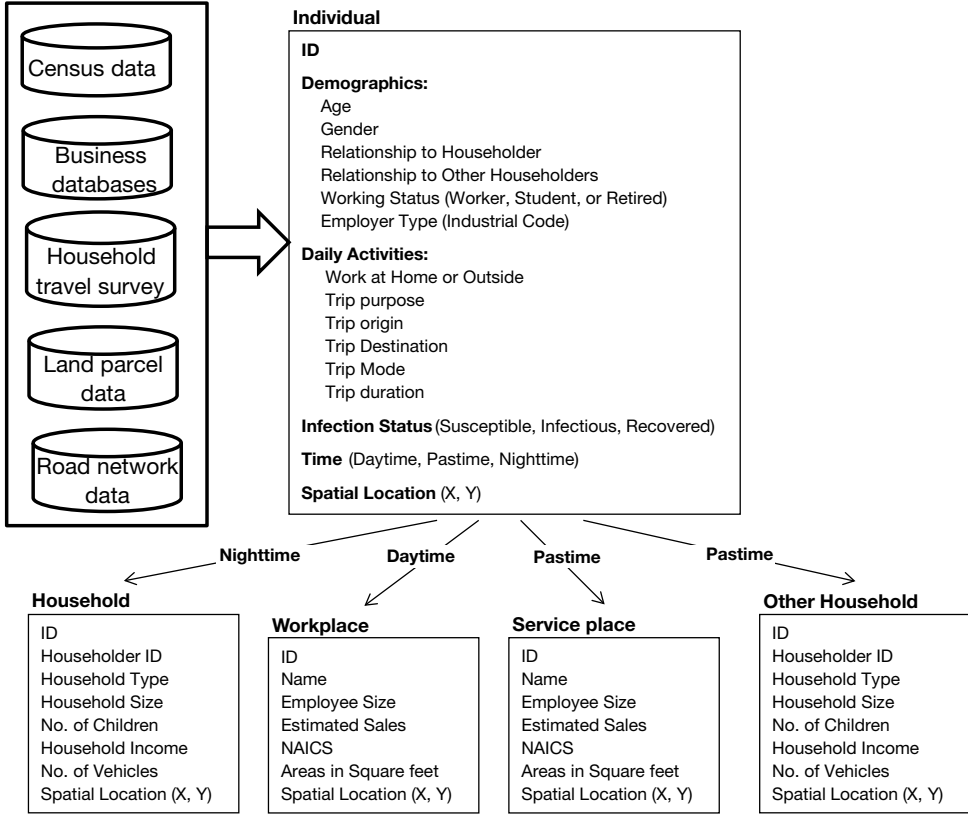 Census data
Business
databases
Household
travel survey
Land parcel
data
Road network
data
Individual
ID
Demographics:
Age
Gender
Relationship to Householder
Relationship to Other Householders
Working Status (Worker, Student, or Retired)
Employer Type (Industrial Code)
Daily Activities:
Work at Home or Outside
Trip purpose
Trip origin
Trip Destination
Trip Mode
Trip duration
Infection Status (Susceptible, Infectious, Recovered)
Time (Daytime, Pastime, Nighttime)
Spatial Location (X, Y)
Nighttime
Daytime
Pastime
Pastime
Household
ID
Householder ID
Household Type
Household Size
No. of Children
Household Income
No. of Vehicles
Spatial Location (X, Y)
Workplace
ID
Name
Employee Size
Estimated Sales
NAICS
Areas in Square feet
Spatial Location (X, Y)
Service place
ID
Name
Employee Size
Estimated Sales
NAICS
Areas in Square feet
Spatial Location (X, Y)
Other Household
ID
Householder ID
Household Type
Household Size
No. of Children
Household Income
No. of Vehicles
Spatial Location (X, Y)